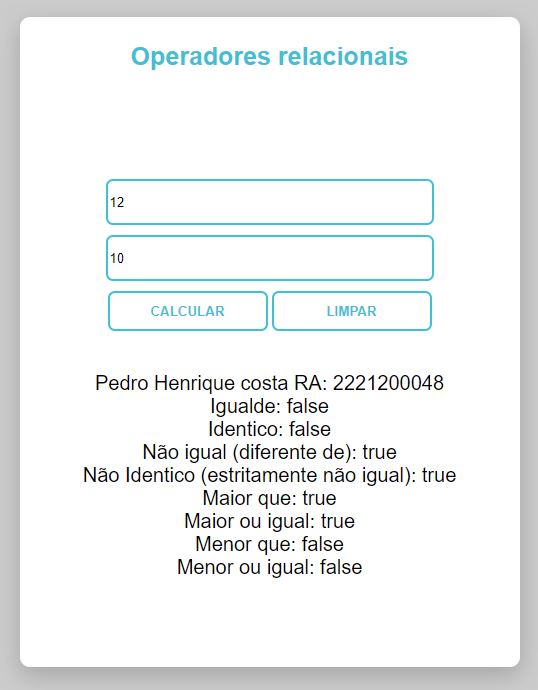 Operadores relacionais
12
10
CALCULAR LIMPAR
Pedro Henrique costa RA: 2221200048
Igualde: false
Identico: false
Não igual (diferente de): true
Não Identico (estritamente não igual): true
Maior que: true
Maior ou igual: true
Menor que: false
Menor ou igual: false